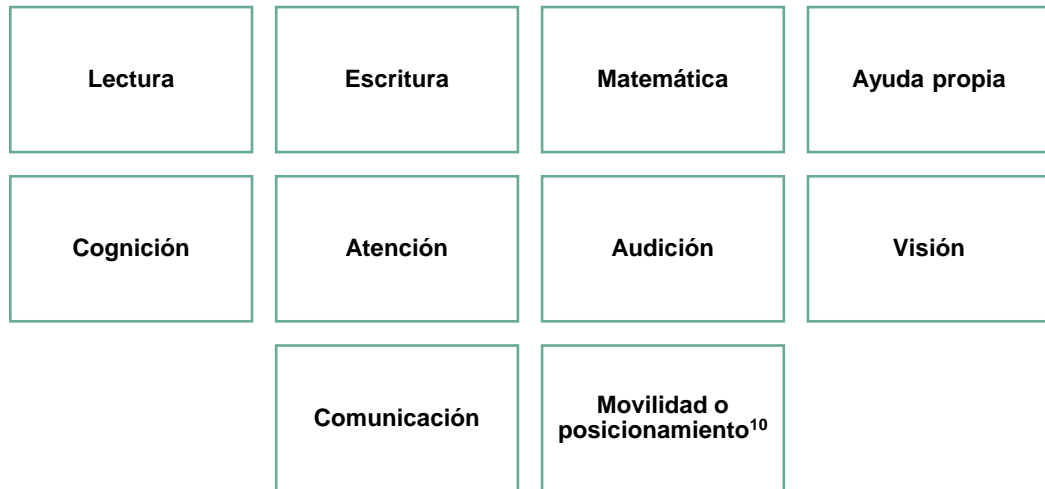 Lectura
Escritura
Matemática
Ayuda propia
Cognición
Atención
Audición
Visión
Comunicación
Movilidad o
posicionamiento¹⁰